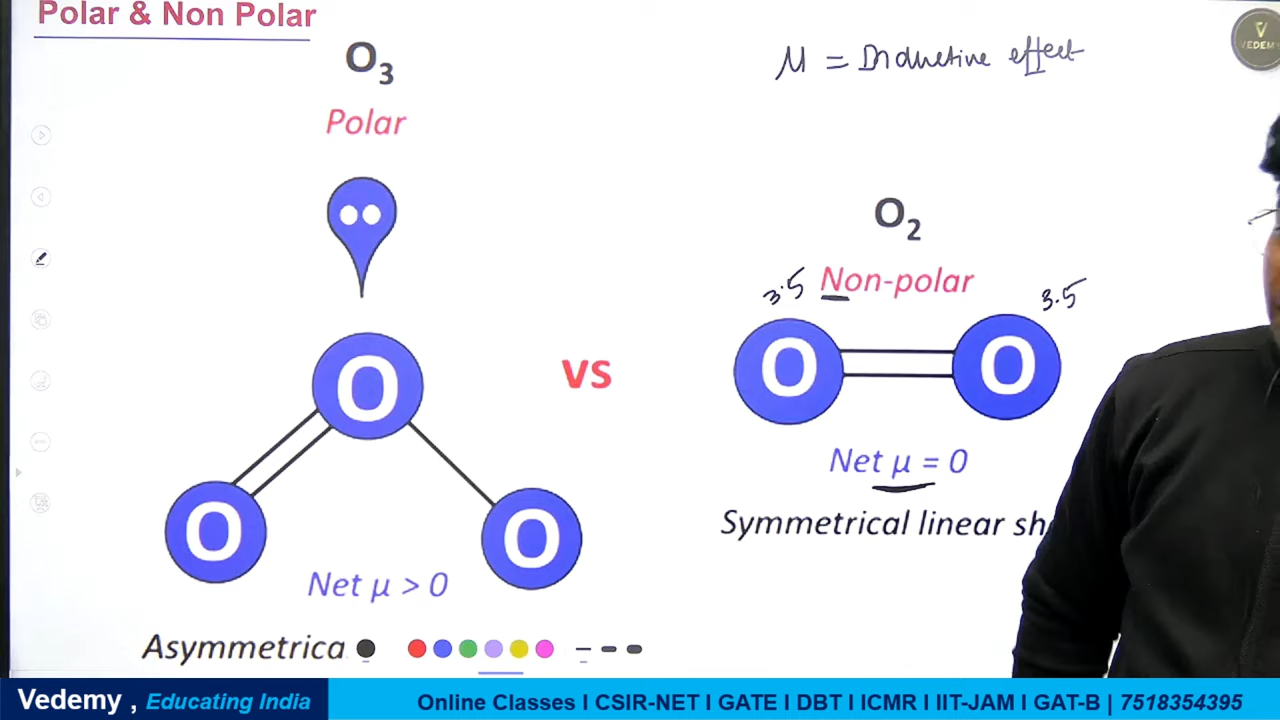 Polar & Non Polar
O3
Polar
μ = Inductive effect
VEDEMY
O2
3.5 Non-polar 3.5
O
VS
O O
O O
Net μ = 0
Symmetrical linear sh
Net μ > 0
Asymmetrica
Vedemy , Educating India
Online Classes I CSIR-NET I GATE I DBT I ICMR I IIT-JAM I GAT-B | 7518354395